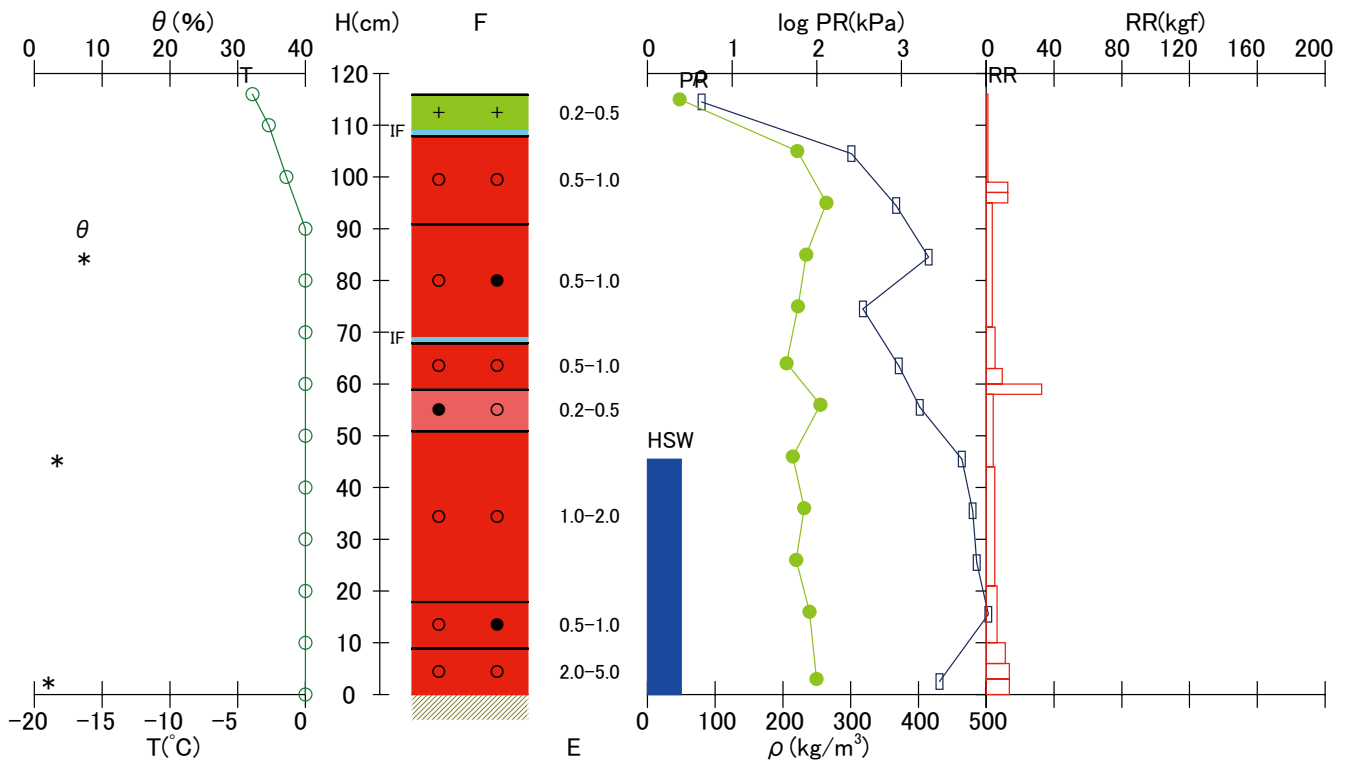 θ(%) H(cm) F log PR(kPa) RR(kgf)
0 10 20 30 40 0 1 2 3 0 40 80 120 160 200
120
T PR ρ RR
0.2-0.5
110 IF
100 0.5-1.0
90
θ
*
80 0.5-1.0
70 IF
0.5-1.0
60
0.2-0.5
50
* HSW
40
1.0-2.0
30
20
0.5-1.0
10
2.0-5.0
*
0
-20 -15 -10 -5 0 0 100 200 300 400 500
T(°C) E ρ(kg/m³)